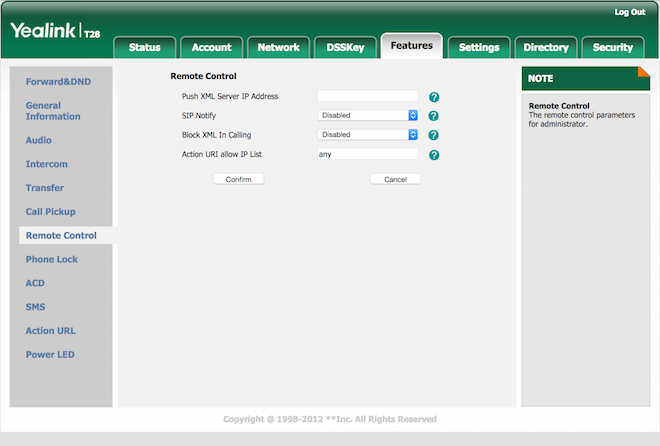 Log Out
Yealink | T28
Status Account Network DSSKey Features Settings Directory Security
Forward&DND
General
Information
Audio
Intercom
Transfer
Call Pickup
Remote Control
Phone Lock
ACD
SMS
Action URL
Power LED
Remote Control
Push XML Server IP Address ?
SIP Notify Disabled ?
Block XML In Calling Disabled ?
Action URI allow IP List any ?
Confirm Cancel
NOTE
Remote Control
The remote control parameters
for administrator.
Copyright @ 1998-2012 **Inc. All Rights Reserved